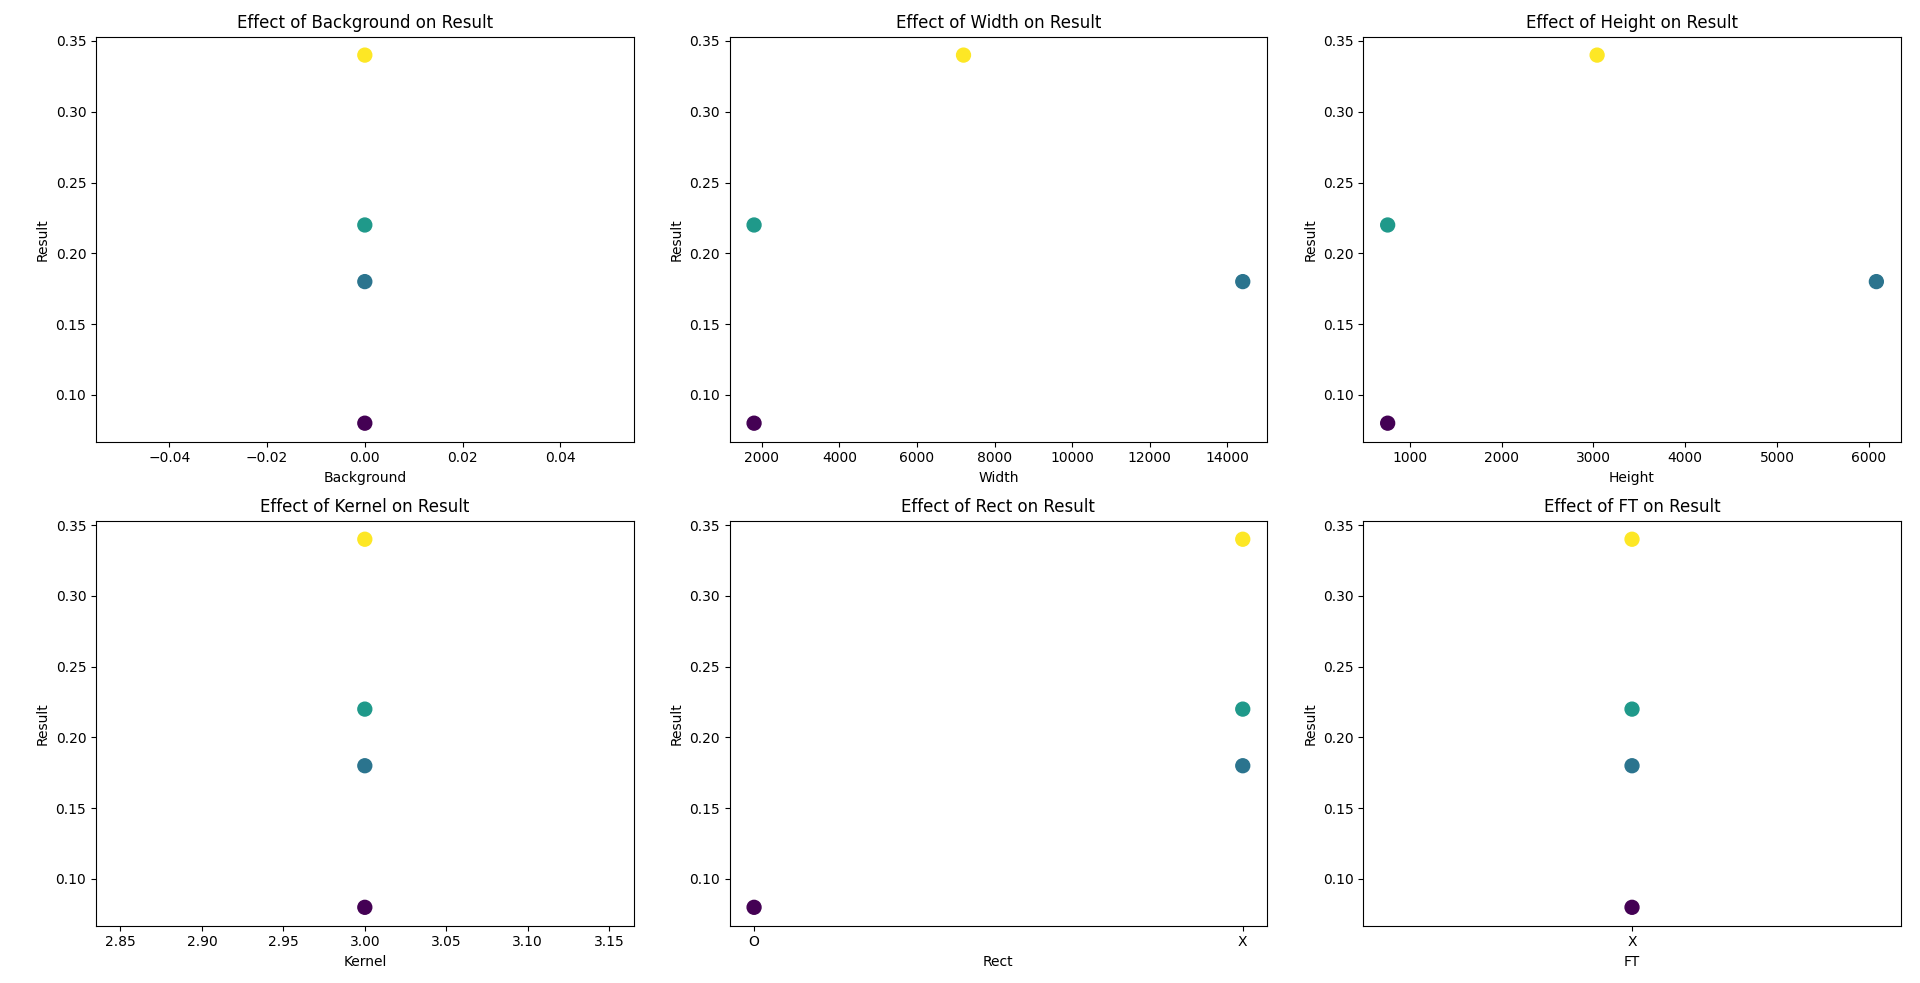 Effect of Background on Result
Effect of Width on Result
Effect of Height on Result
0.35
0.30
0.25
0.20
0.15
0.10
Result
−0.04
−0.02
0.00
0.02
0.04
Background
0.35
0.30
0.25
0.20
0.15
0.10
Result
2000
4000
6000
8000
10000
12000
14000
Width
0.35
0.30
0.25
0.20
0.15
0.10
Result
1000
2000
3000
4000
5000
6000
Height
Effect of Kernel on Result
Effect of Rect on Result
Effect of FT on Result
0.35
0.30
0.25
0.20
0.15
0.10
Result
2.85
2.90
2.95
3.00
3.05
3.10
3.15
Kernel
0.35
0.30
0.25
0.20
0.15
0.10
Result
O
X
Rect
0.35
0.30
0.25
0.20
0.15
0.10
Result
X
FT